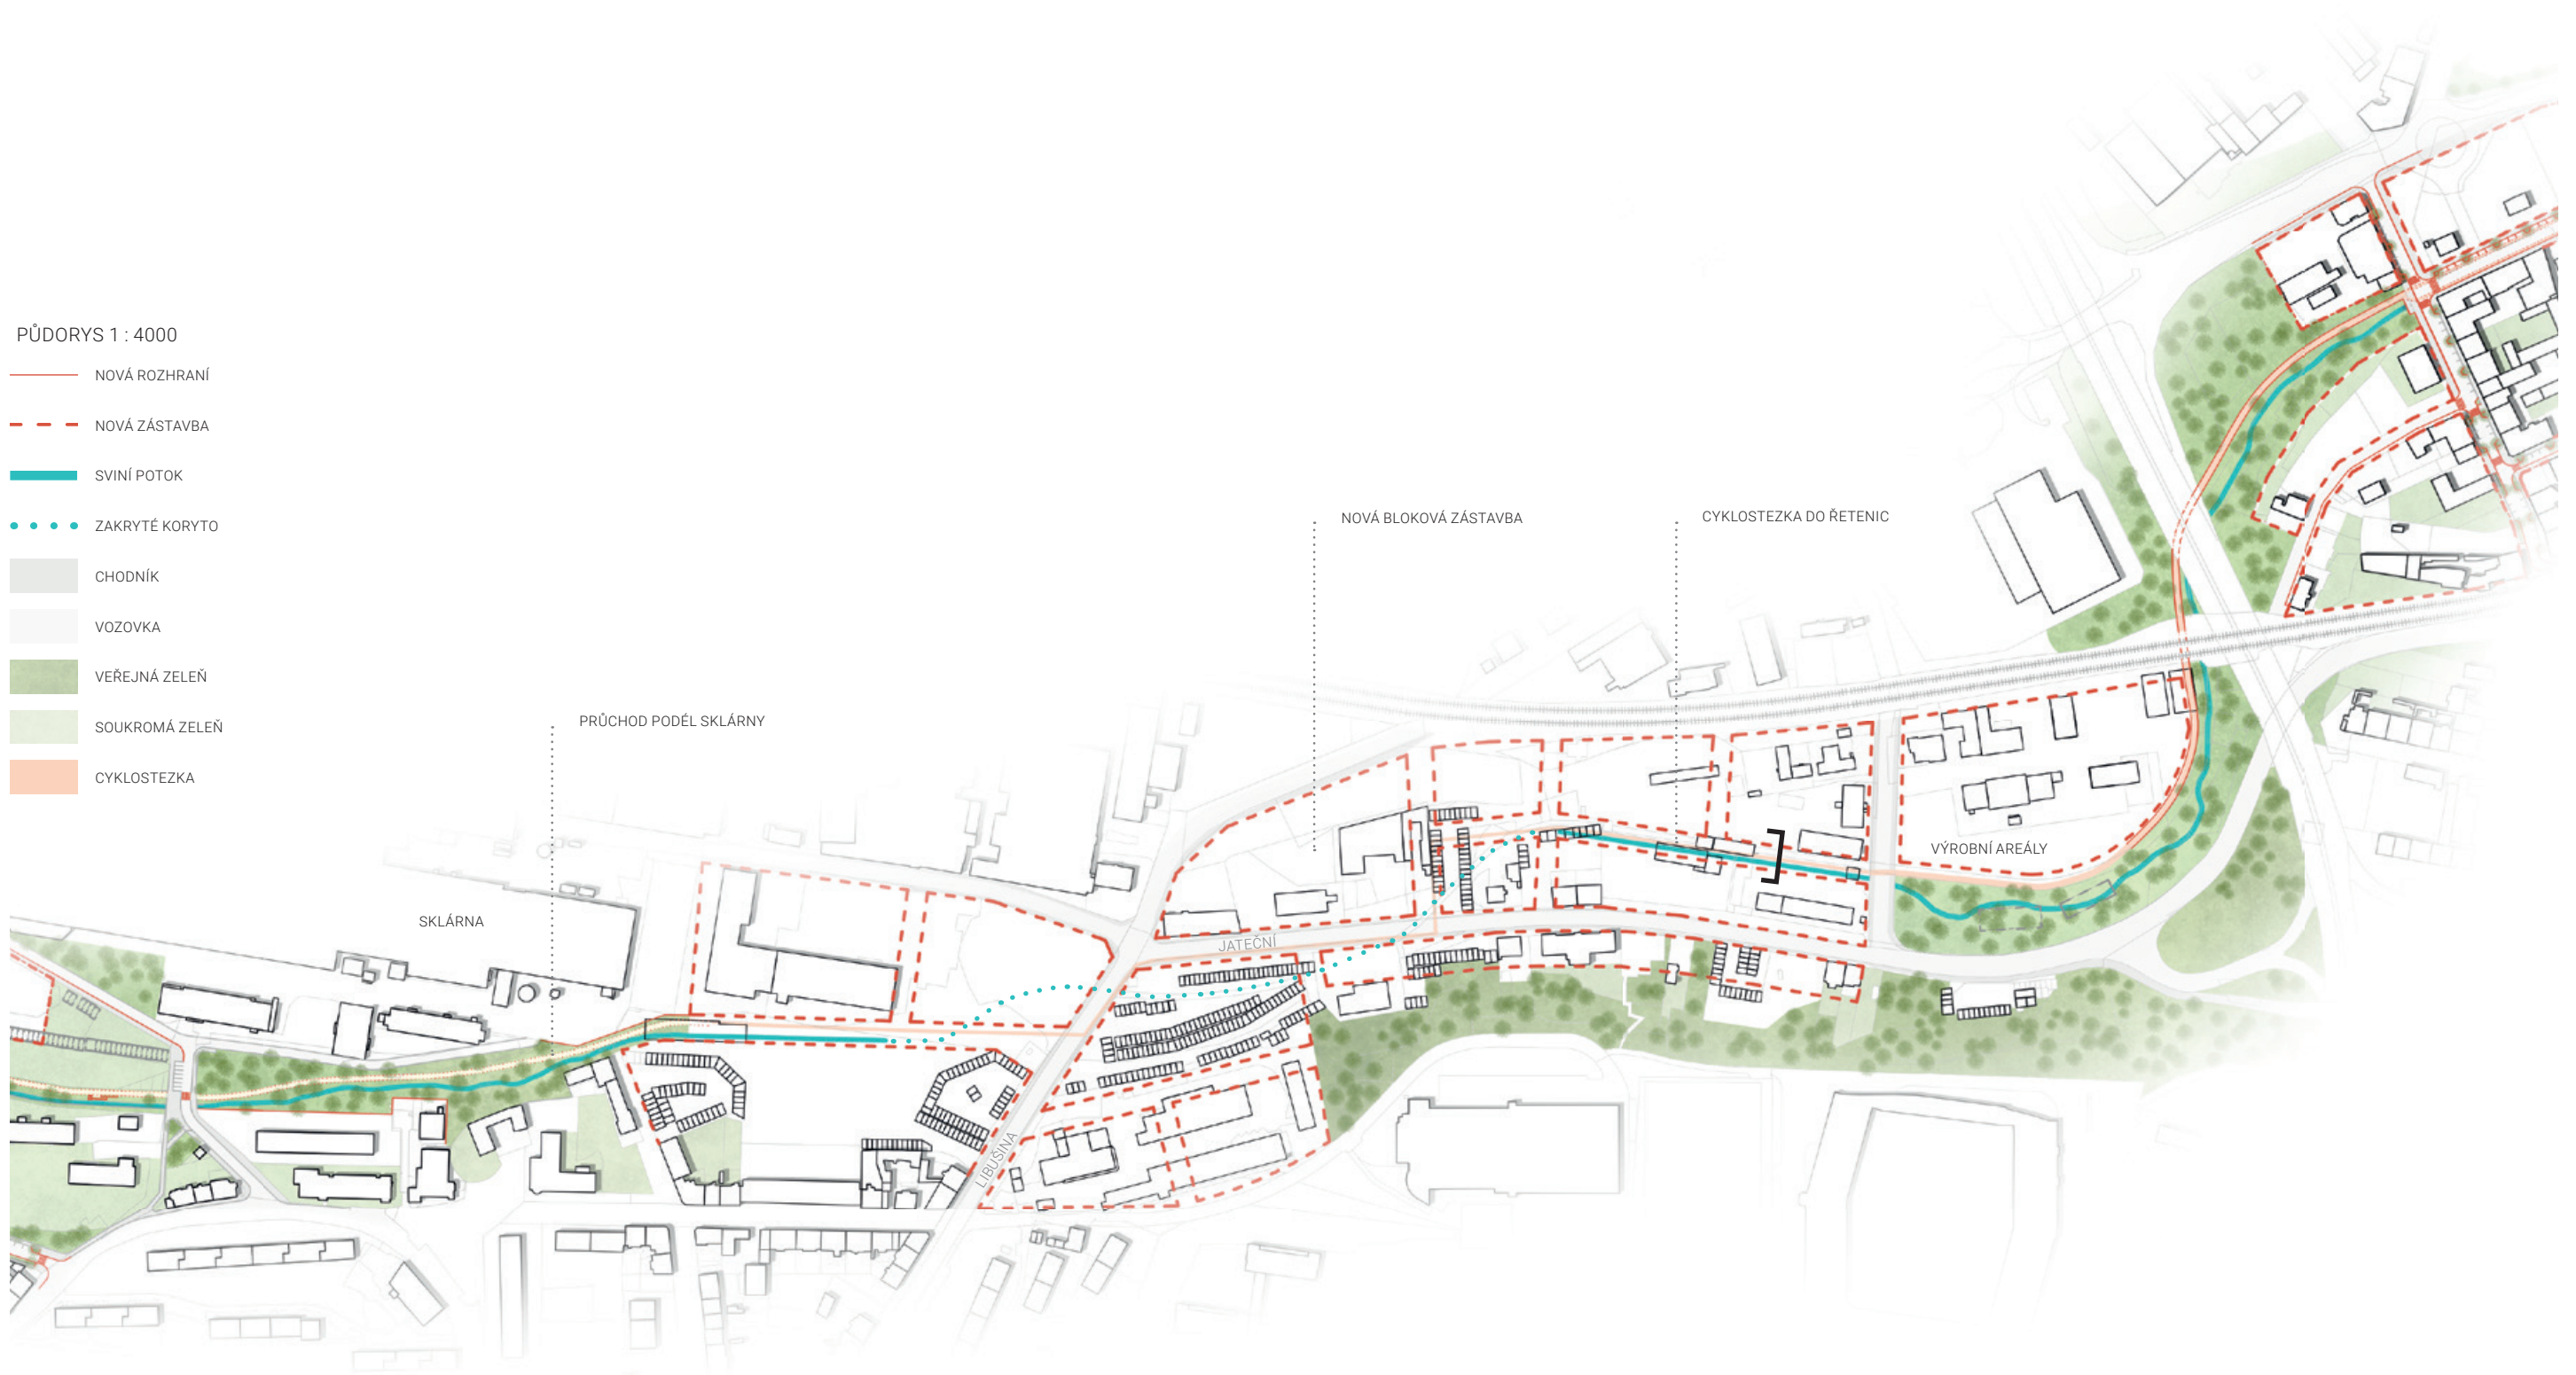 PŮDORYS 1 : 4000
NOVÁ ROZHRANÍ
NOVÁ ZÁSTAVBA
SVINÍ POTOK
ZAKRYTÉ KORYTO
CHODNÍK
VOZOVKA
VEŘEJNÁ ZELEŇ
SOUKROMÁ ZELEŇ
CYKLOSTEZKA
NOVÁ BLOKOVÁ ZÁSTAVBA
CYKLOSTEZKA DO ŘETENIC
PRŮCHOD PODÉL SKLÁRNY
VÝROBNÍ AREÁLY
SKLÁRNA
JATEČNÍ
LIBUŠINA